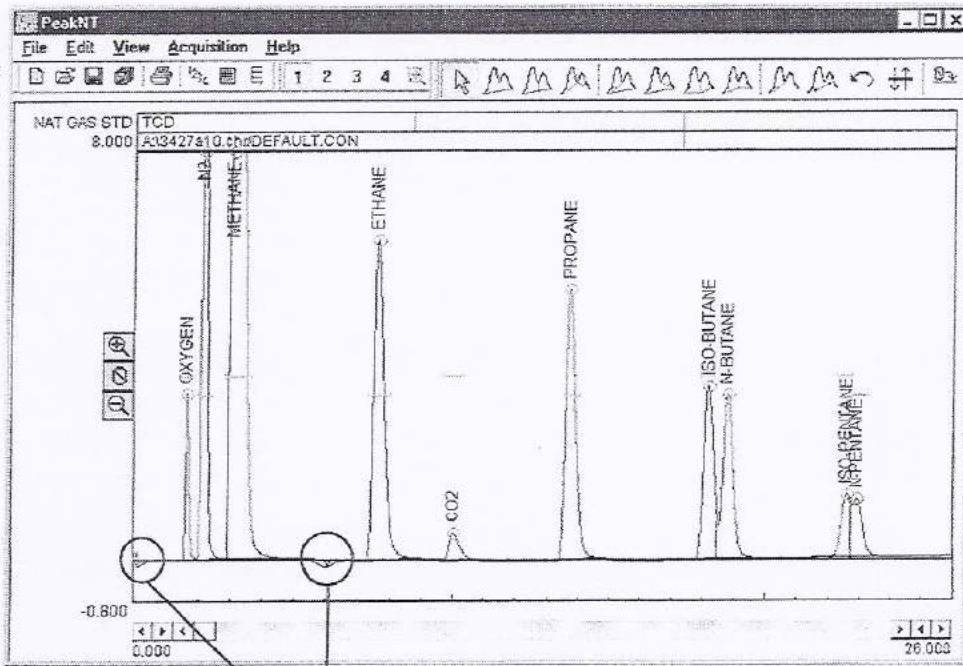 PeakNT
File Edit View Acquisition Help
1 2 3 4
NAT GAS STD TCD
8.000 A:\3427a10.chr\DEFAULT.CON
OXYGEN
N2
METHANE
ETHANE
CO2
PROPANE
ISO-BUTANE
N-BUTANE
ISO-PENTANE
N-PENTANE
-0.800
0.000 26.000